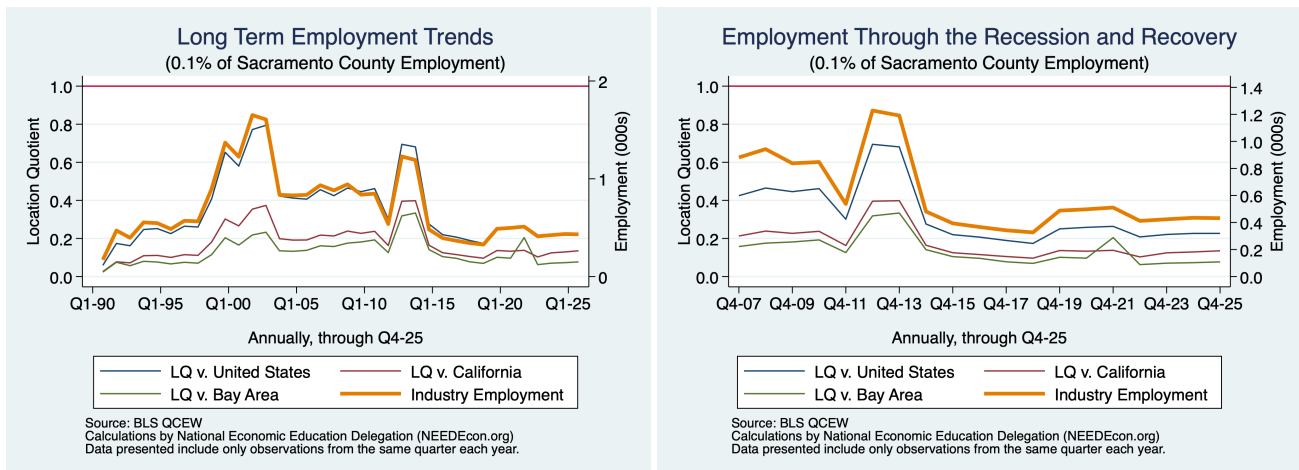 Long Term Employment Trends
(0.1% of Sacramento County Employment)
Location Quotient
1.0
0.8
0.6
0.4
0.2
0.0
2
1
0
Employment (000s)
Q1-90 Q1-95 Q1-00 Q1-05 Q1-10 Q1-15 Q1-20 Q1-25
Annually, through Q4-25
LQ v. United States LQ v. California
LQ v. Bay Area Industry Employment
Source: BLS QCEW
Calculations by National Economic Education Delegation (NEEDEcon.org)
Data presented include only observations from the same quarter each year.
Employment Through the Recession and Recovery
(0.1% of Sacramento County Employment)
Location Quotient
1.0
0.8
0.6
0.4
0.2
0.0
1.4
1.2
1.0
0.8
0.6
0.4
0.2
0.0
Employment (000s)
Q4-07 Q4-09 Q4-11 Q4-13 Q4-15 Q4-17 Q4-19 Q4-21 Q4-23 Q4-25
Annually, through Q4-25
LQ v. United States LQ v. California
LQ v. Bay Area Industry Employment
Source: BLS QCEW
Calculations by National Economic Education Delegation (NEEDEcon.org)
Data presented include only observations from the same quarter each year.